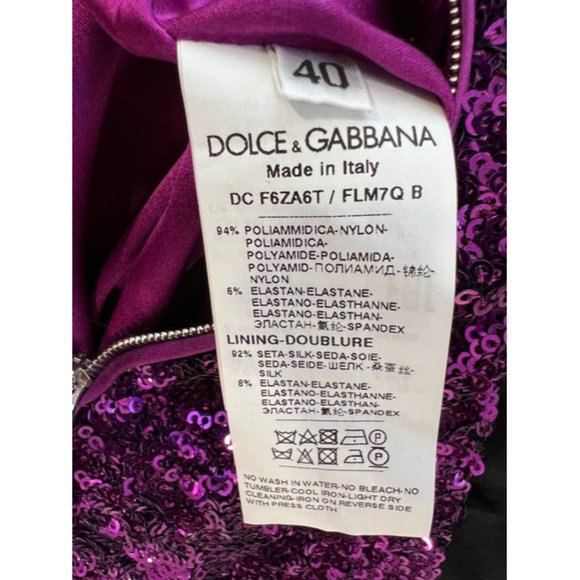 40
DOLCE & GABBANA
Made in Italy
DC F6ZA6T / FLM7Q B
94% POLIAMMIDICA-NYLON-
POLIAMIDICA-
POLYAMIDE-POLIAMIDA-
POLYAMID-ПОЛИАМИД-锦纶-
NYLON
6% ELASTAN-ELASTANE-
ELASTANO-ELASTHANNE-
ELASTANO-ELASTHAN-
ЭЛАСТАН-氨纶-SPANDEX
LINING-DOUBLURE
92% SETA-SILK-SEDA-SOIE-
SEDA-SEIDE-ШЕЛК-桑蚕丝-
SILK
8% ELASTAN-ELASTANE-
ELASTANO-ELASTHANNE-
ELASTANO-ELASTHAN-
ЭЛАСТАН-氨纶-SPANDEX
NO WASH IN WATER-NO BLEACH-NO
TUMBLER-COOL IRON-LIGHT DRY
CLEANING-IRON ON REVERSE SIDE
WITH PRESS CLOTH